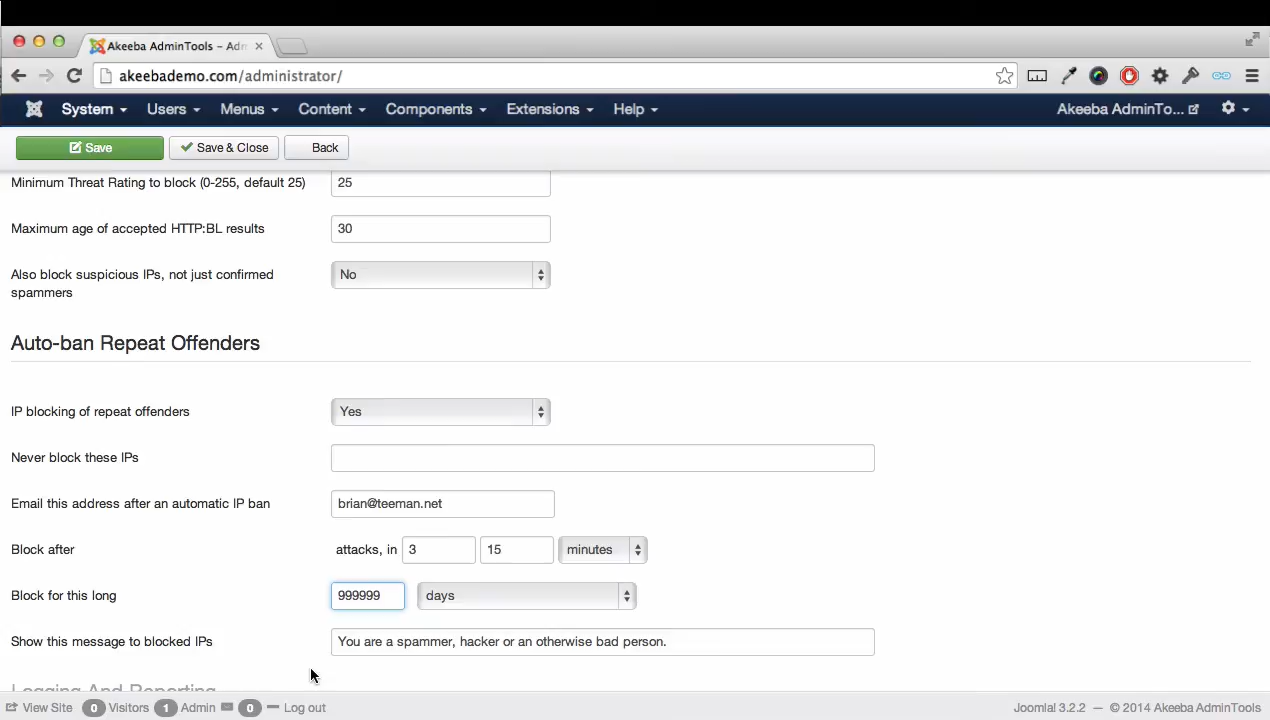 Akeeba AdminTools – Adm
akeebademo.com/administrator/
System Users Menus Content Components Extensions Help Akeeba AdminTo...
Save Save & Close Back
Minimum Threat Rating to block (0-255, default 25) 25
Maximum age of accepted HTTP:BL results 30
Also block suspicious IPs, not just confirmed No
spammers
Auto-ban Repeat Offenders
IP blocking of repeat offenders Yes
Never block these IPs
Email this address after an automatic IP ban brian@teeman.net
Block after attacks, in 3 15 minutes
Block for this long 999999 days
Show this message to blocked IPs You are a spammer, hacker or an otherwise bad person.
Logging And Reporting
View Site 0 Visitors 1 Admin 0 Log out Joomla! 3.2.2 — © 2014 Akeeba AdminTools